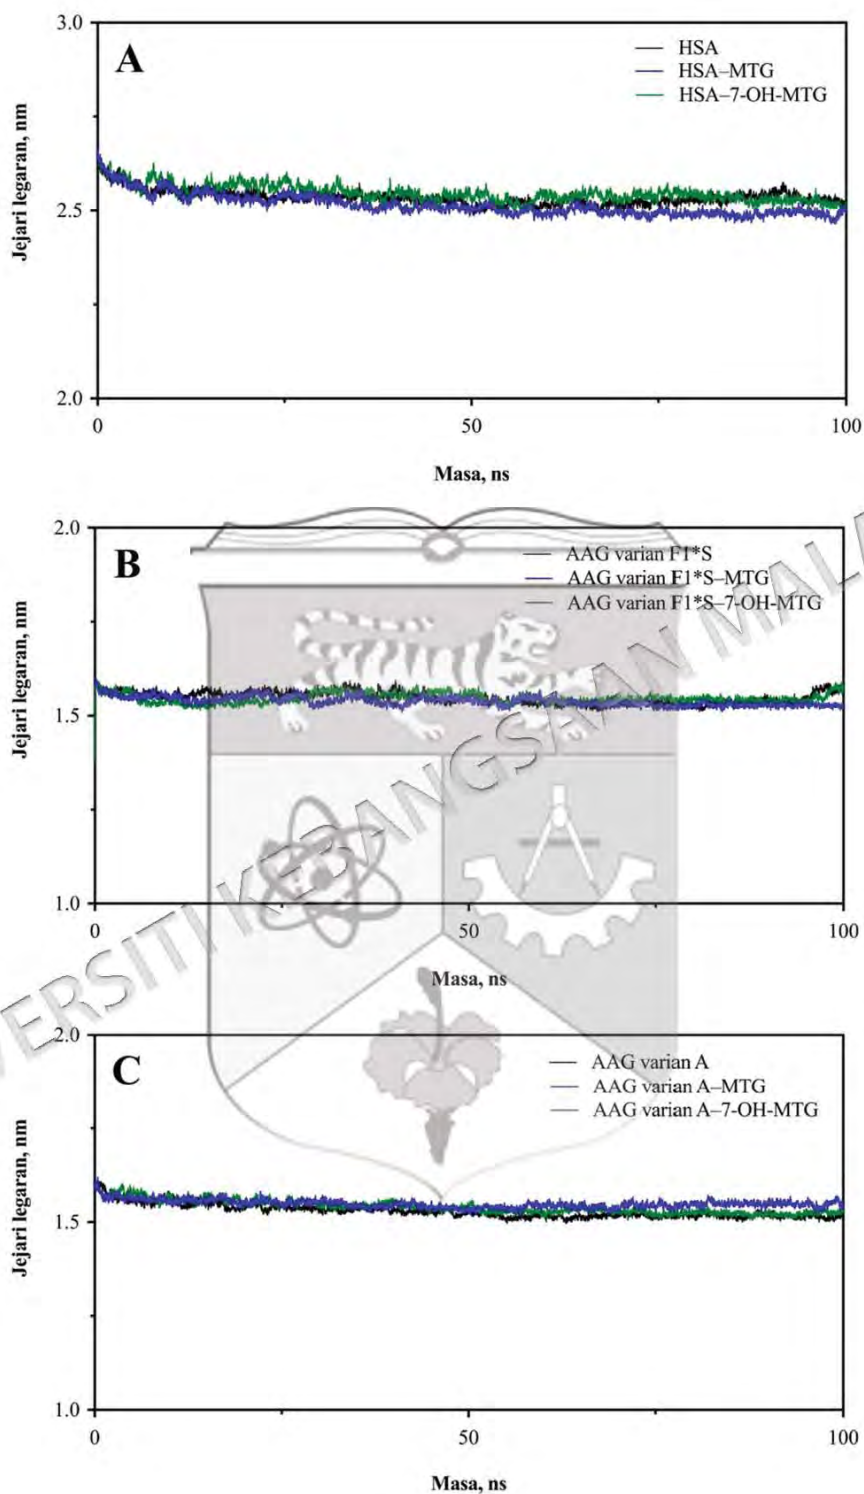 3.0
A
HSA
HSA–MTG
HSA–7-OH-MTG
Jejari legaran, nm
2.5
2.0
0
50
100
Masa, ns
2.0
B
AAG varian F1*S
AAG varian F1*S–MTG
AAG varian F1*S–7-OH-MTG
Jejari legaran, nm
1.5
1.0
0
50
100
Masa, ns
VERSITI KEBANGSAAN MALA
2.0
C
AAG varian A
AAG varian A–MTG
AAG varian A–7-OH-MTG
Jejari legaran, nm
1.5
1.0
0
50
100
Masa, ns